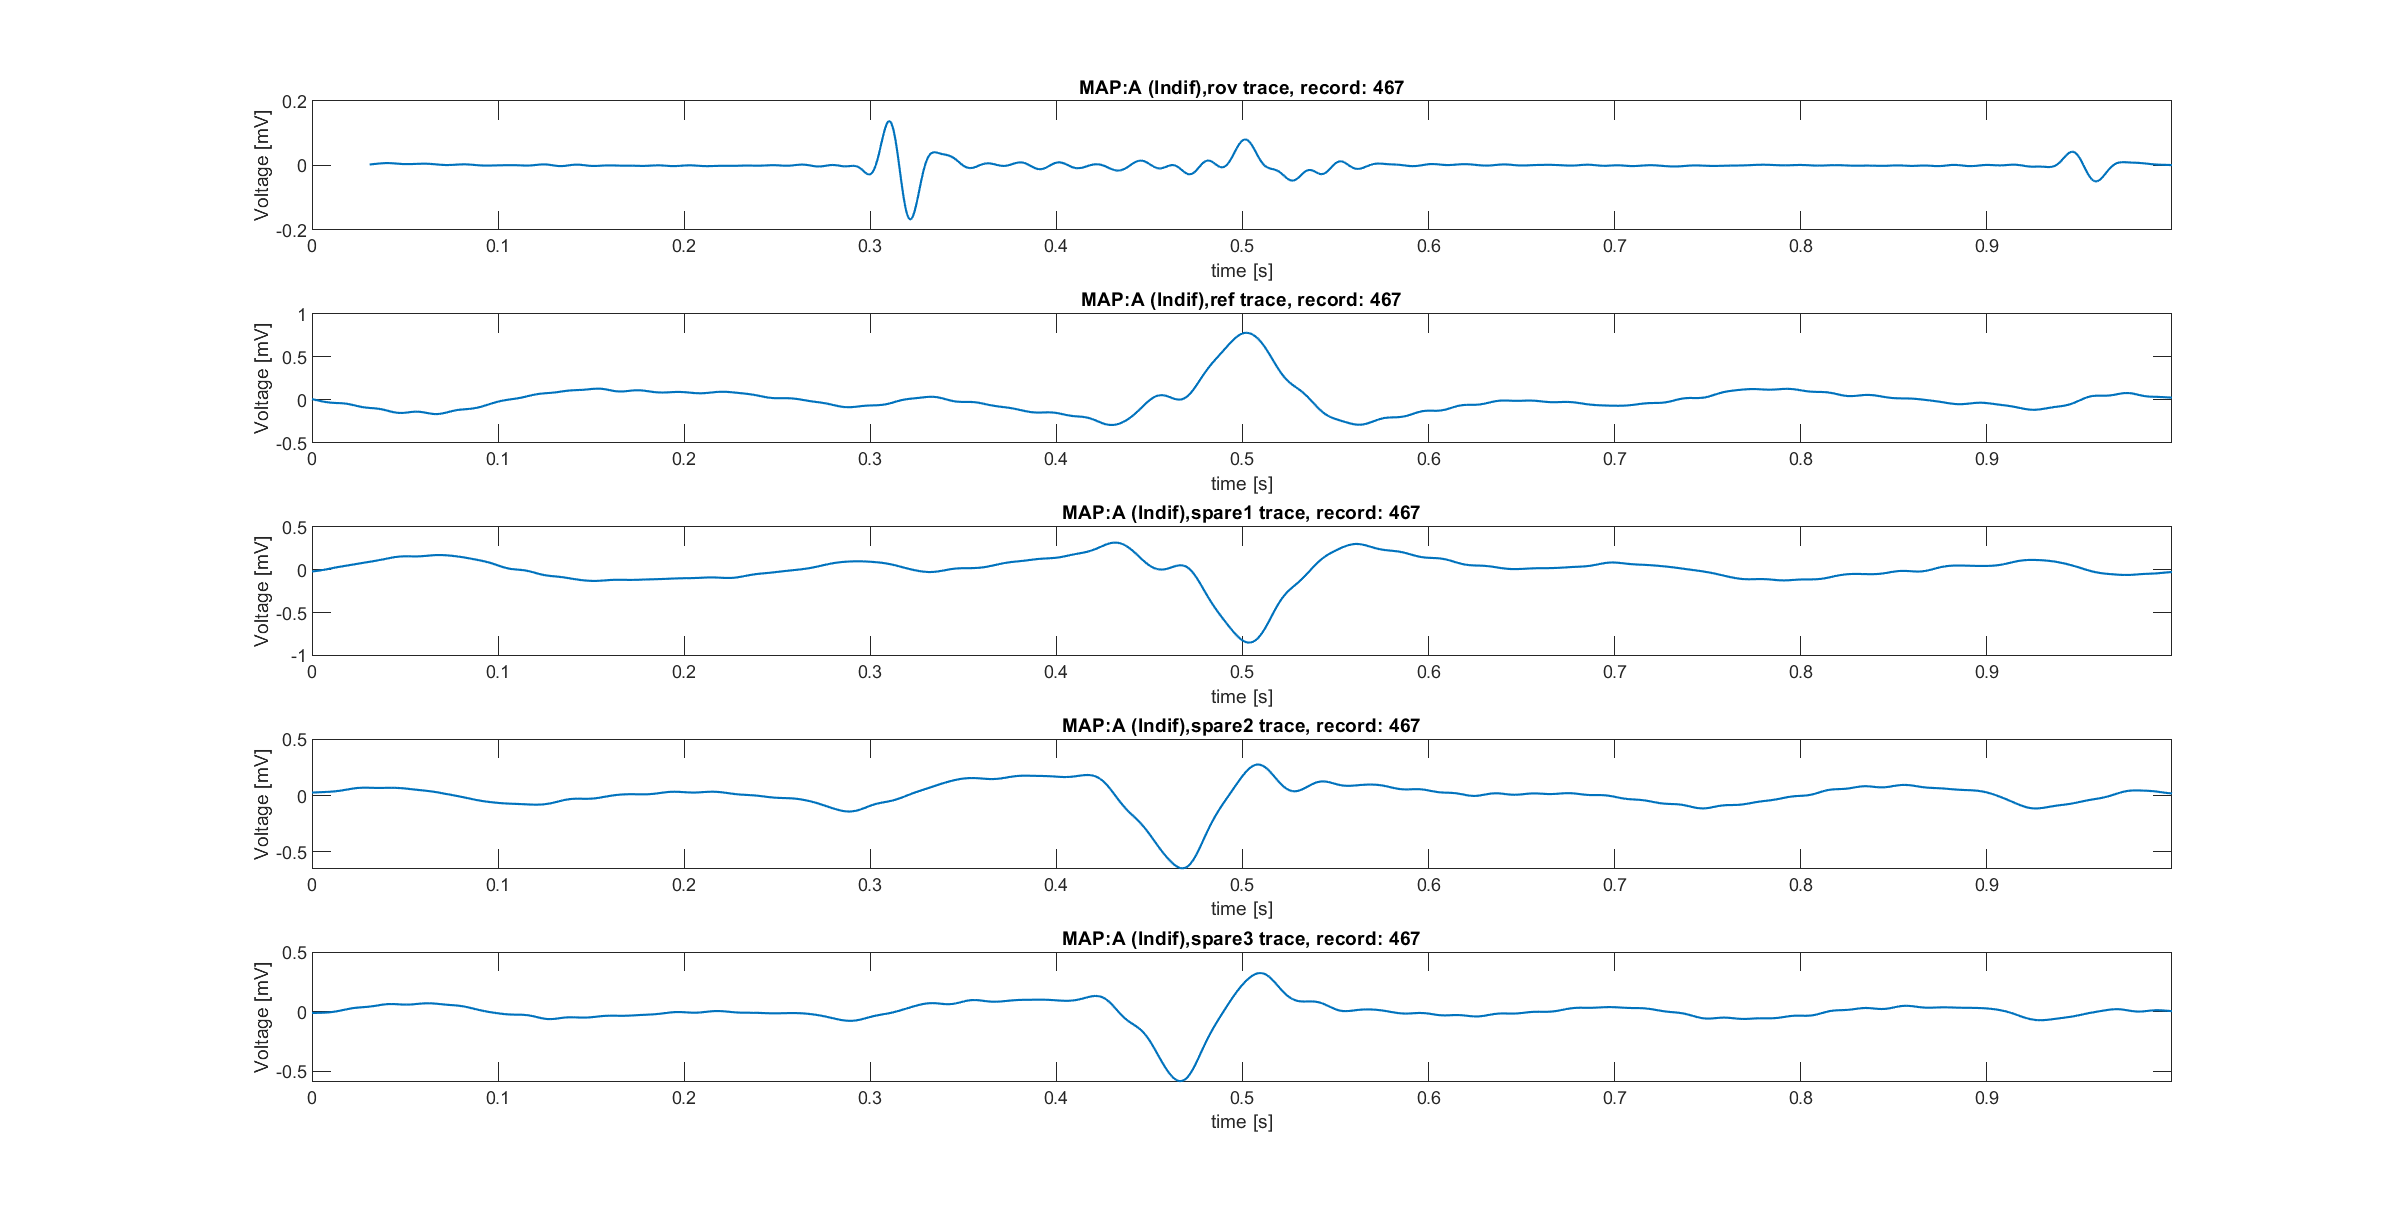 MAP:A (Indif),rov trace, record: 467
Voltage [mV]
0.2
0
-0.2
0 0.1 0.2 0.3 0.4 0.5 0.6 0.7 0.8 0.9
time [s]
MAP:A (Indif),ref trace, record: 467
Voltage [mV]
1
0.5
0
-0.5
0 0.1 0.2 0.3 0.4 0.5 0.6 0.7 0.8 0.9
time [s]
MAP:A (Indif),spare1 trace, record: 467
Voltage [mV]
0.5
0
-0.5
-1
0 0.1 0.2 0.3 0.4 0.5 0.6 0.7 0.8 0.9
time [s]
MAP:A (Indif),spare2 trace, record: 467
Voltage [mV]
0.5
0
-0.5
0 0.1 0.2 0.3 0.4 0.5 0.6 0.7 0.8 0.9
time [s]
MAP:A (Indif),spare3 trace, record: 467
Voltage [mV]
0.5
0
-0.5
0 0.1 0.2 0.3 0.4 0.5 0.6 0.7 0.8 0.9
time [s]